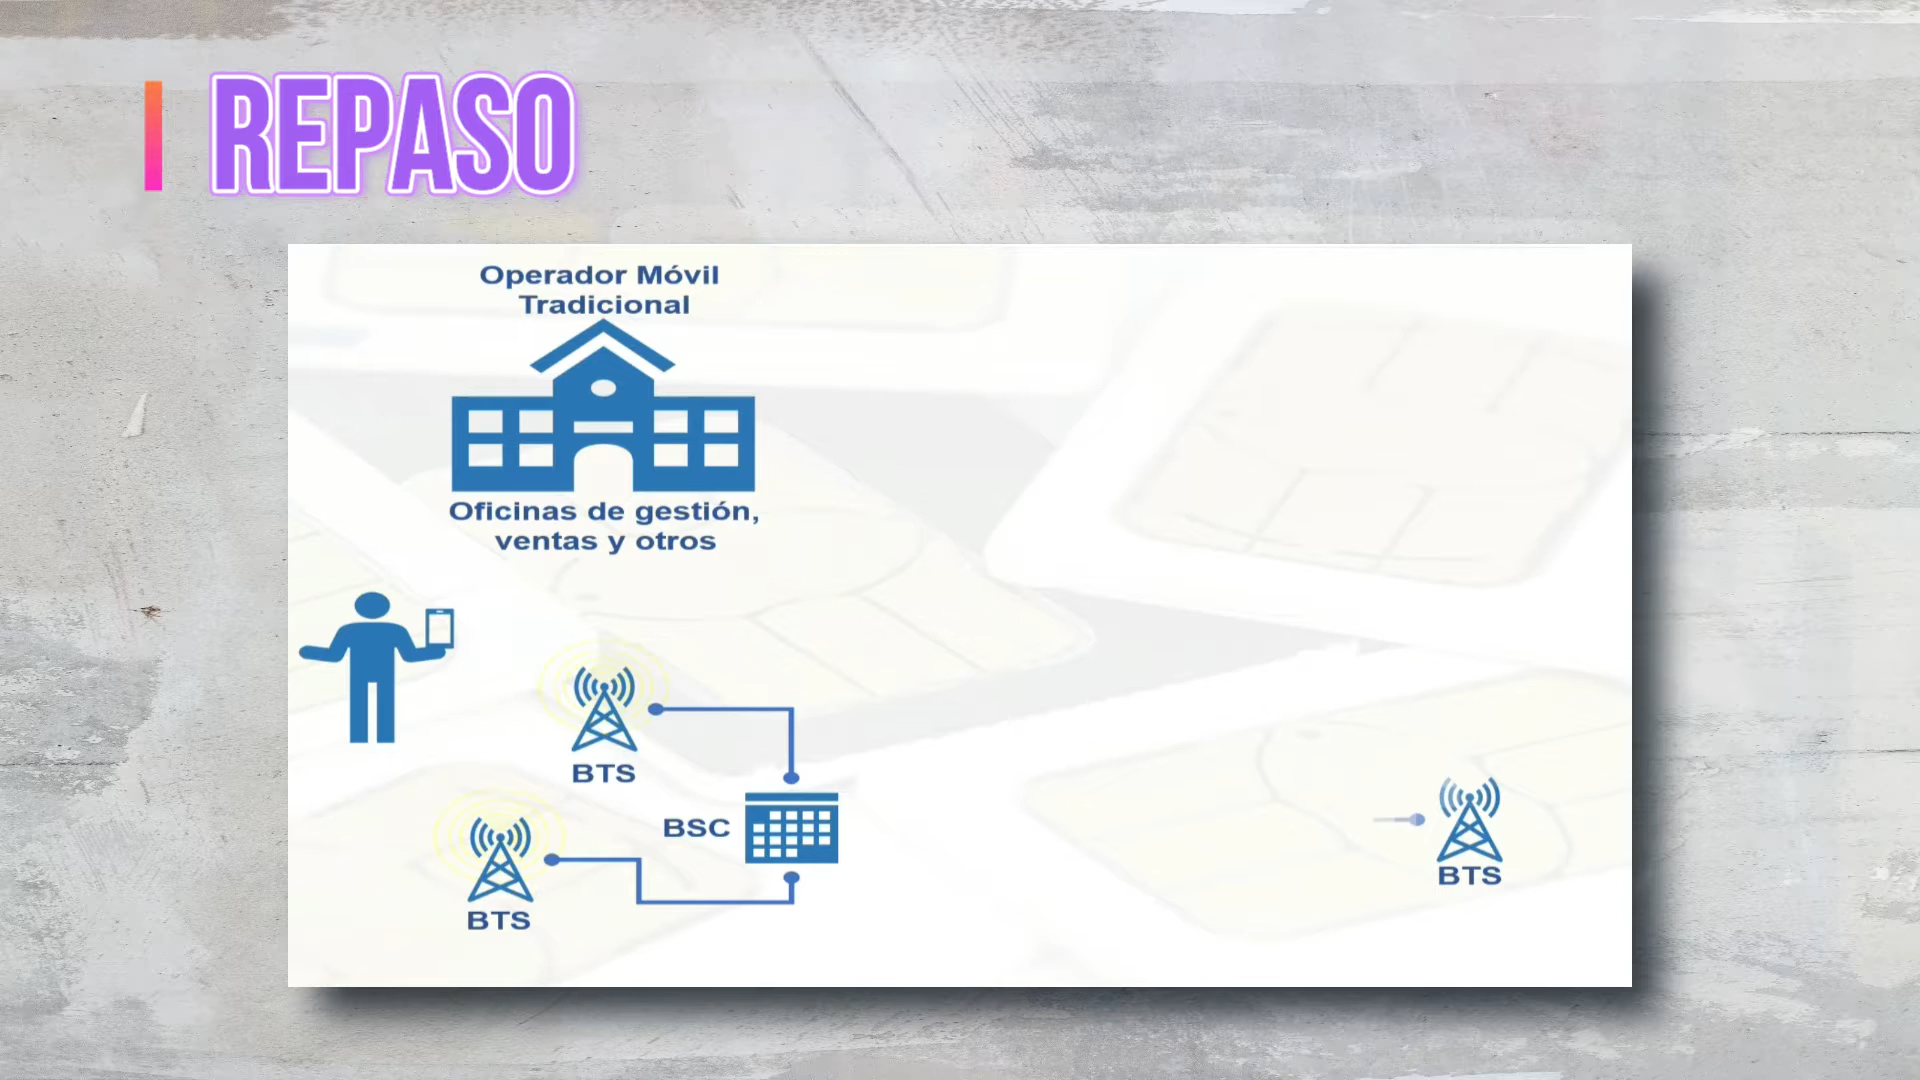 REPASO
Operador Móvil
Tradicional
Oficinas de gestión,
ventas y otros
BTS
BSC
BTS
BTS